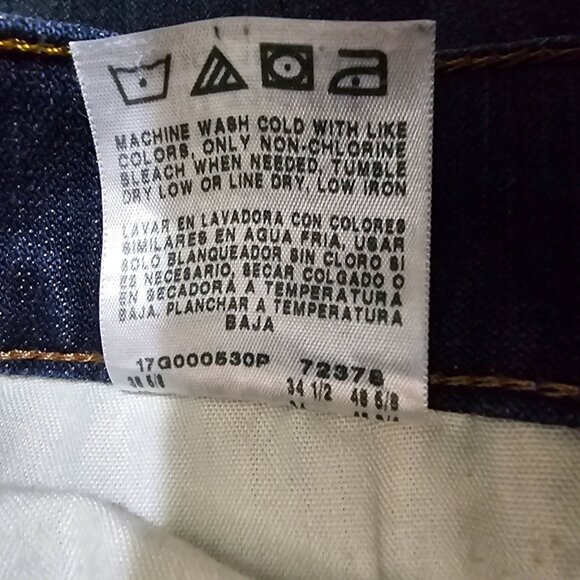 MACHINE WASH COLD WITH LIKE
COLORS, ONLY NON-CHLORINE
BLEACH WHEN NEEDED, TUMBLE
DRY LOW OR LINE DRY, LOW IRON
LAVAR EN LAVADORA CON COLORES
SIMILARES EN AGUA FRIA, USAR
SOLO BLANQUEADOR SIN CLORO SI
ES NECESARIO, SECAR COLGADO O
EN SECADORA A TEMPERATURA
BAJA, PLANCHAR A TEMPERATURA
BAJA
17G000530P 72378
34 1/2 46 5/8